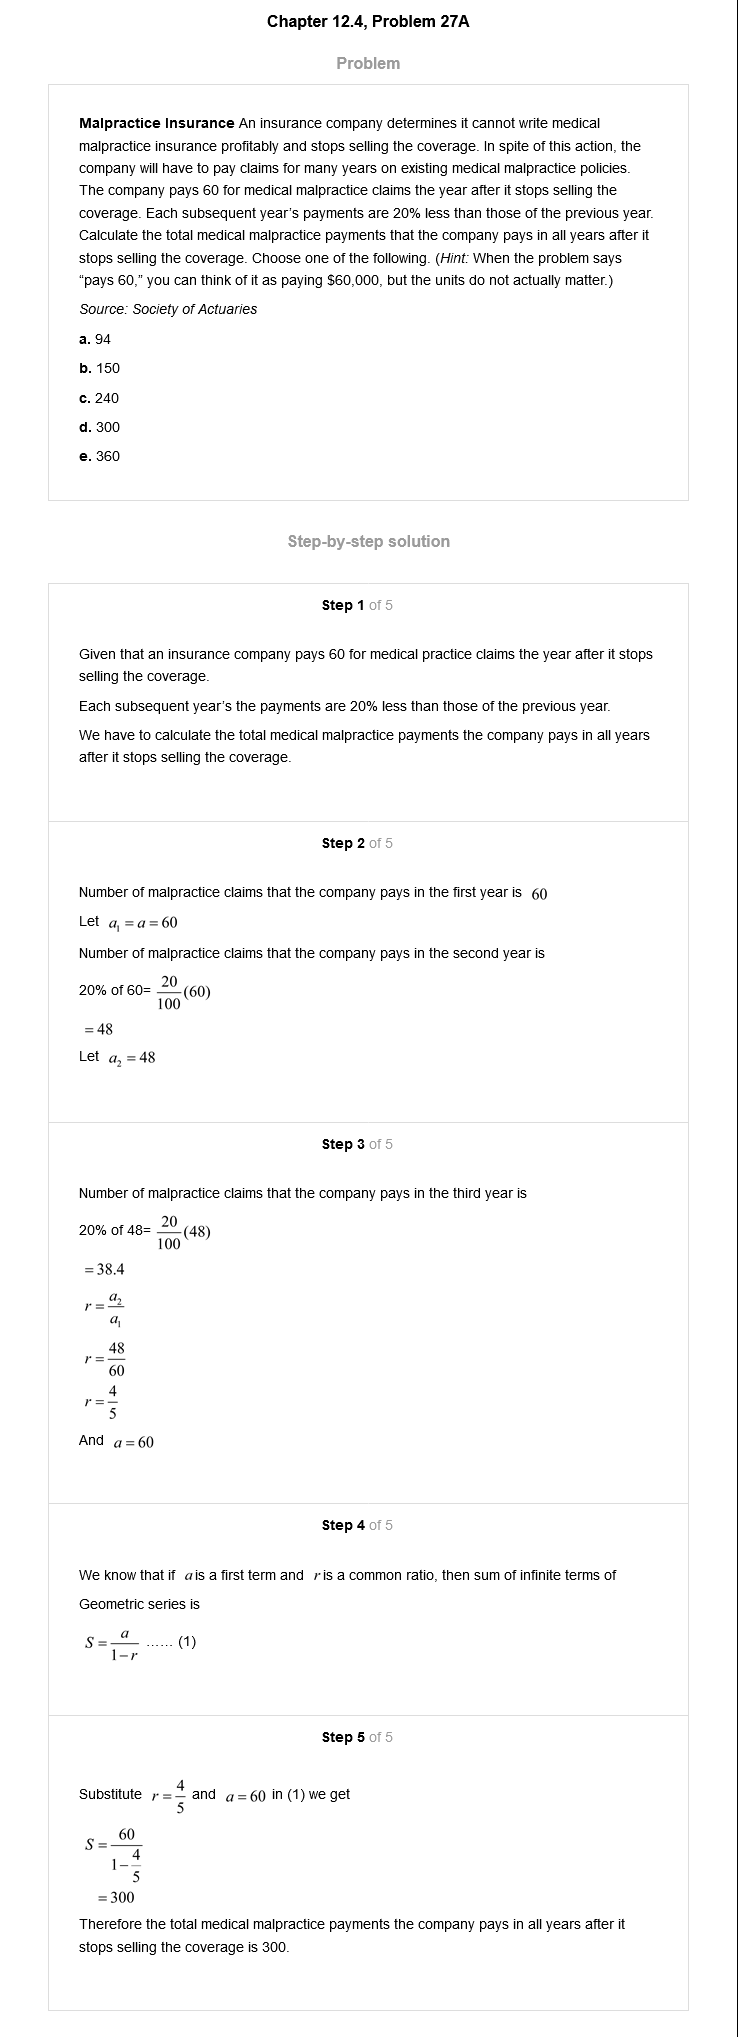 Chapter 12.4, Problem 27A
Problem
Malpractice Insurance An insurance company determines it cannot write medical
malpractice insurance profitably and stops selling the coverage. In spite of this action, the
company will have to pay claims for many years on existing medical malpractice policies.
The company pays 60 for medical malpractice claims the year after it stops selling the
coverage. Each subsequent year's payments are 20% less than those of the previous year.
Calculate the total medical malpractice payments that the company pays in all years after it
stops selling the coverage. Choose one of the following. (Hint: When the problem says
“pays 60,” you can think of it as paying $60,000, but the units do not actually matter.)
Source: Society of Actuaries
a. 94
b. 150
c. 240
d. 300
e. 360
Step-by-step solution
Step 1 of 5
Given that an insurance company pays 60 for medical practice claims the year after it stops
selling the coverage.
Each subsequent year's the payments are 20% less than those of the previous year.
We have to calculate the total medical malpractice payments the company pays in all years
after it stops selling the coverage.
Step 2 of 5
Number of malpractice claims that the company pays in the first year is 60
Let a₁ = a = 60
Number of malpractice claims that the company pays in the second year is
20% of 60= 20/100 (60)
= 48
Let a₂ = 48
Step 3 of 5
Number of malpractice claims that the company pays in the third year is
20% of 48= 20/100 (48)
= 38.4
r = a₂/a₁
r = 48/60
r = 4/5
And a = 60
Step 4 of 5
We know that if a is a first term and r is a common ratio, then sum of infinite terms of
Geometric series is
S = a/(1−r) ...... (1)
Step 5 of 5
Substitute r = 4/5 and a = 60 in (1) we get
S = 60/(1−4/5)
= 300
Therefore the total medical malpractice payments the company pays in all years after it
stops selling the coverage is 300.